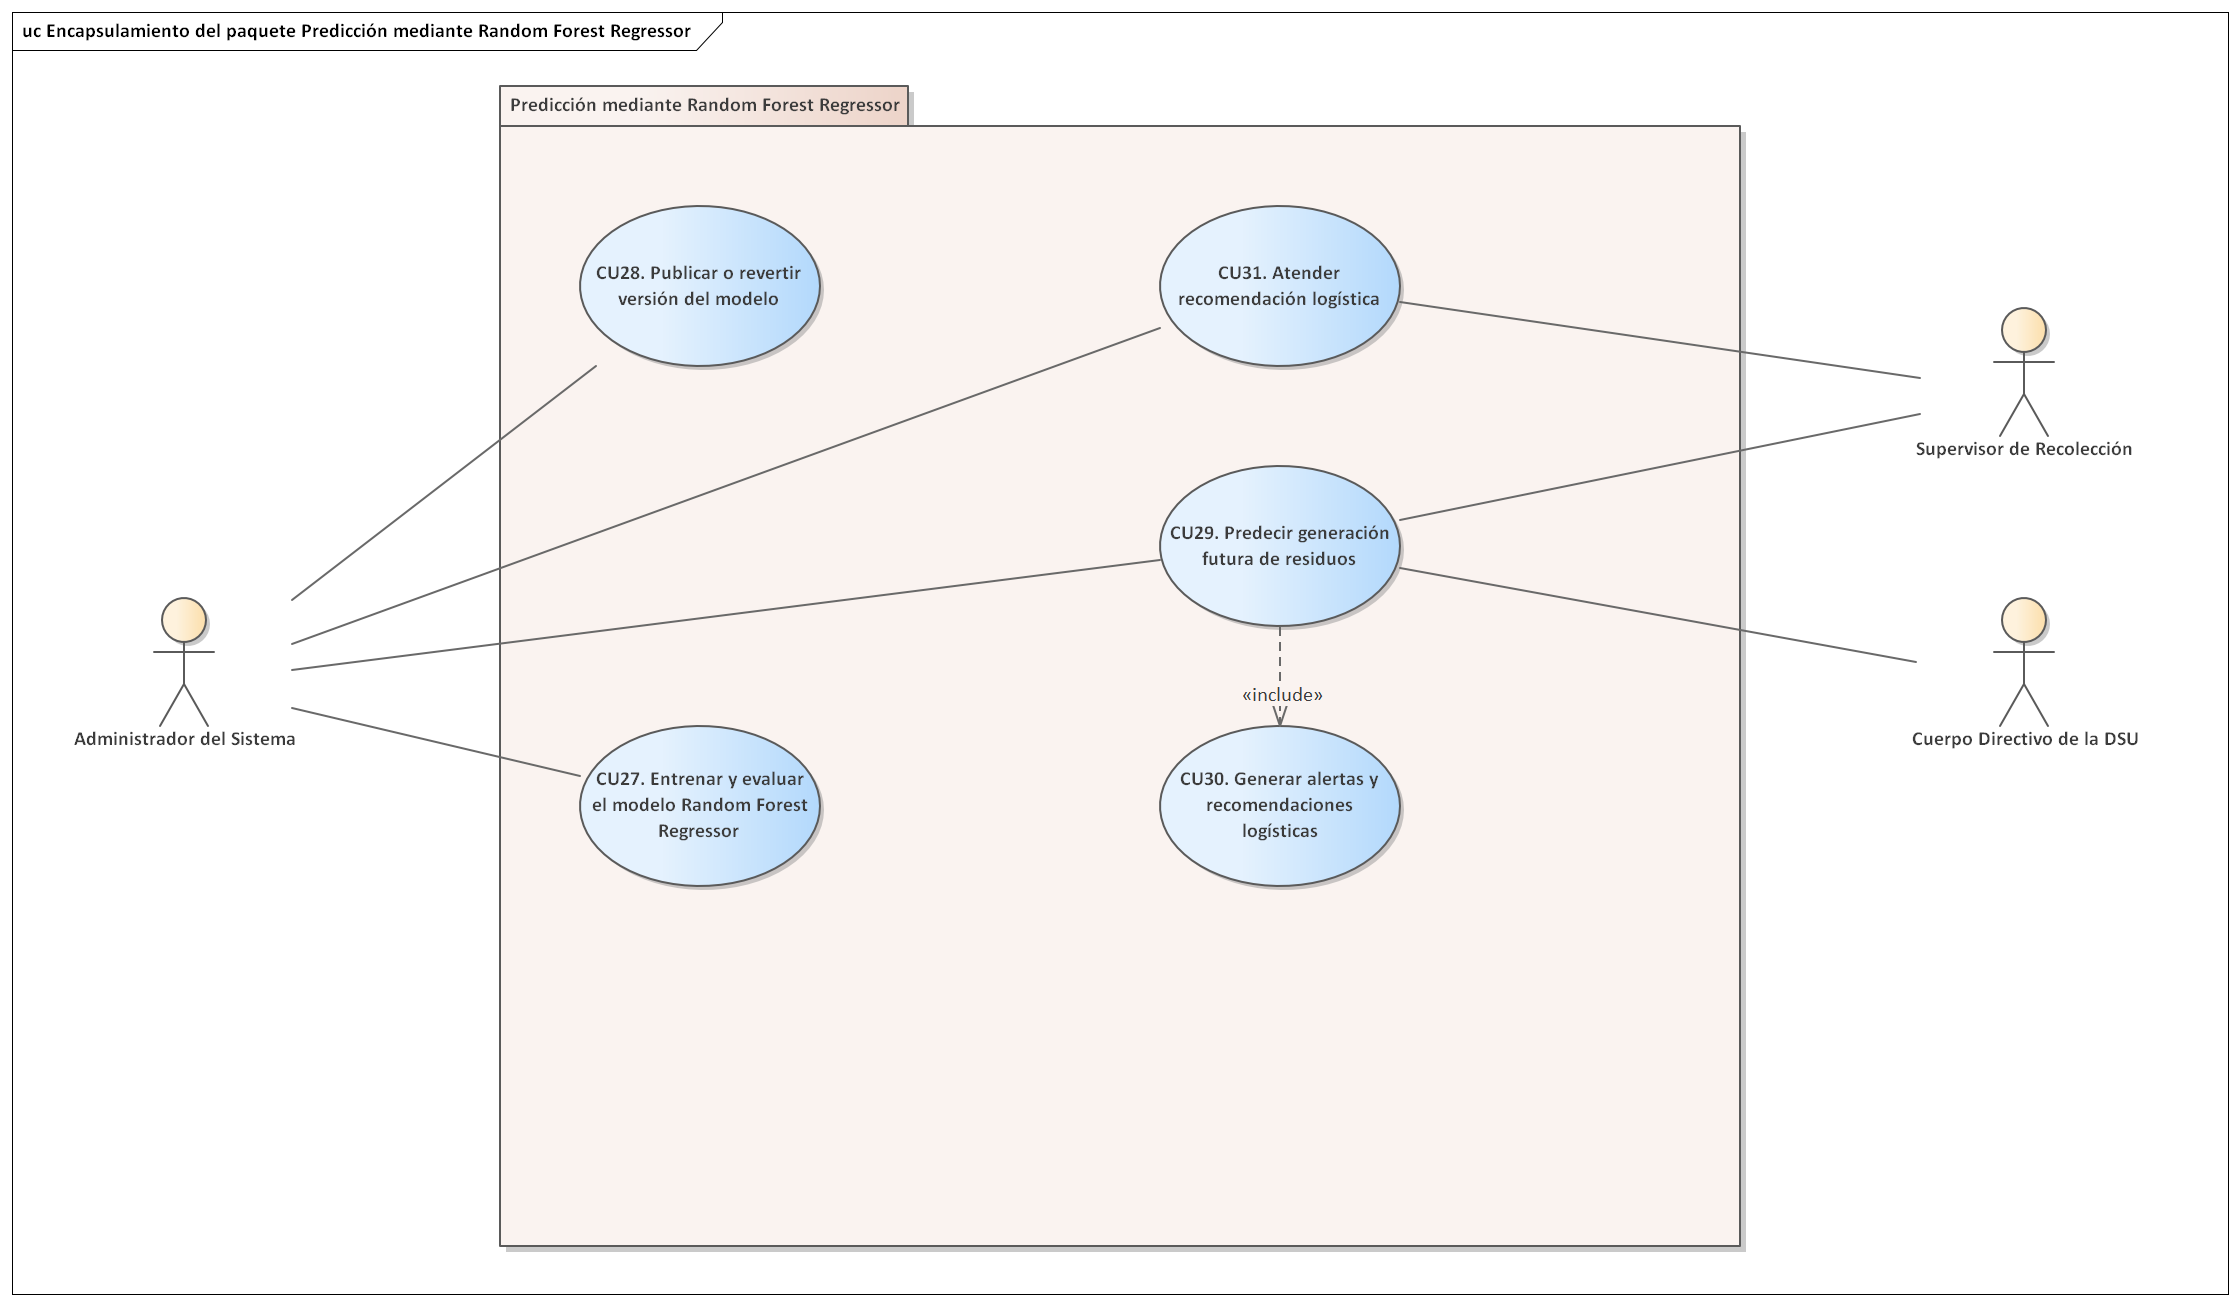 uc Encapsulamiento del paquete Predicción mediante Random Forest Regressor
Predicción mediante Random Forest Regressor
CU28. Publicar o revertir
versión del modelo
CU31. Atender
recomendación logística
Supervisor de Recolección
CU29. Predecir generación
futura de residuos
«include»
Administrador del Sistema
Cuerpo Directivo de la DSU
CU27. Entrenar y evaluar
el modelo Random Forest
Regressor
CU30. Generar alertas y
recomendaciones
logísticas